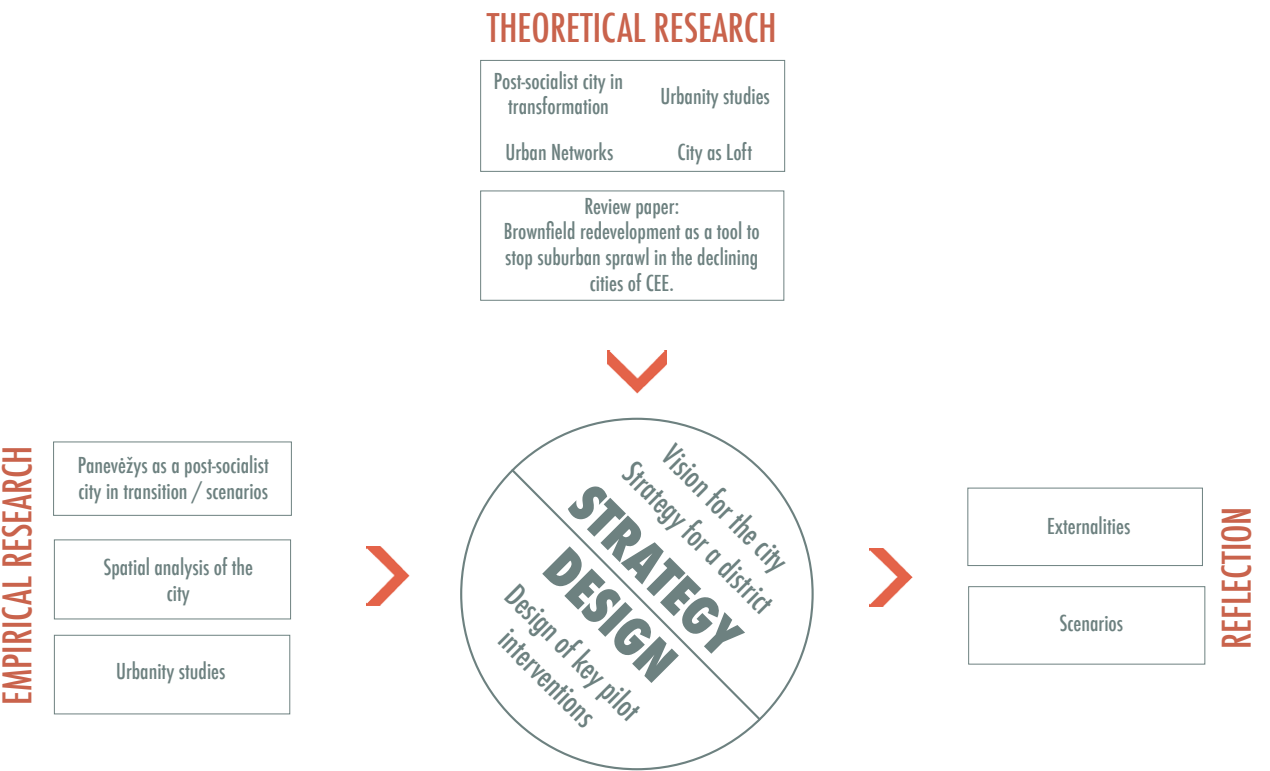 THEORETICAL RESEARCH
Post-socialist city in
transformation
Urbanity studies
Urban Networks
City as Loft
Review paper:
Brownfield redevelopment as a tool to
stop suburban sprawl in the declining
cities of CEE.
EMPIRICAL RESEARCH
Panevėžys as a post-socialist
city in transition / scenarios
Spatial analysis of the
city
Urbanity studies
Vision for the city
Strategy for a district
STRATEGY
DESIGN
Design of key pilot
interventions
Externalities
Scenarios
REFLECTION